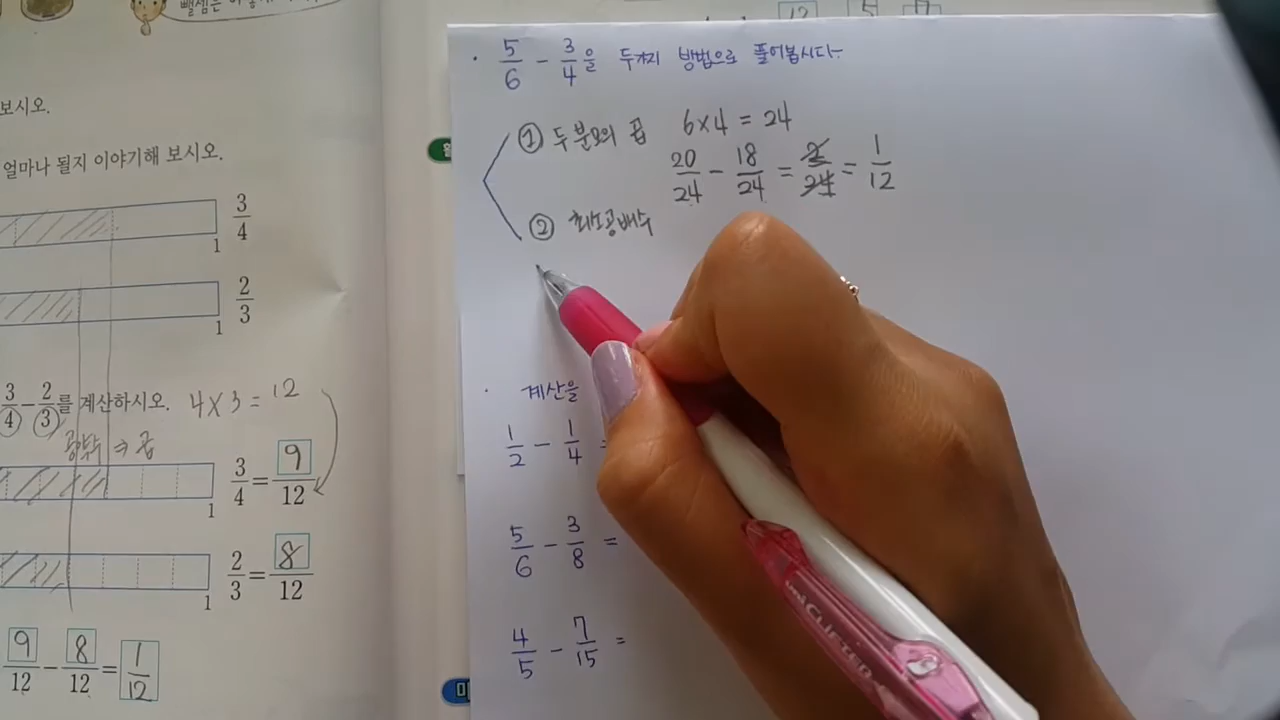 보시오.
얼마나 될지 이야기해 보시오.
3/4
1
2/3
1
3/4 - 2/3를 계산하시오. 4×3=12
⇒ 곱
3/4 = 9/12
1
2/3 = 8/12
1
9/12 - 8/12 = 1/12
· 5/6 - 3/4을 두가지 방법으로 풀어봅시다.
① 두 분모의 곱 6×4=24
20/24 - 18/24 = 2/24 = 1/12
② 최소공배수
· 계산을
1/2 - 1/4 =
5/6 - 3/8 =
4/5 - 7/15 =
uni CLIFTER